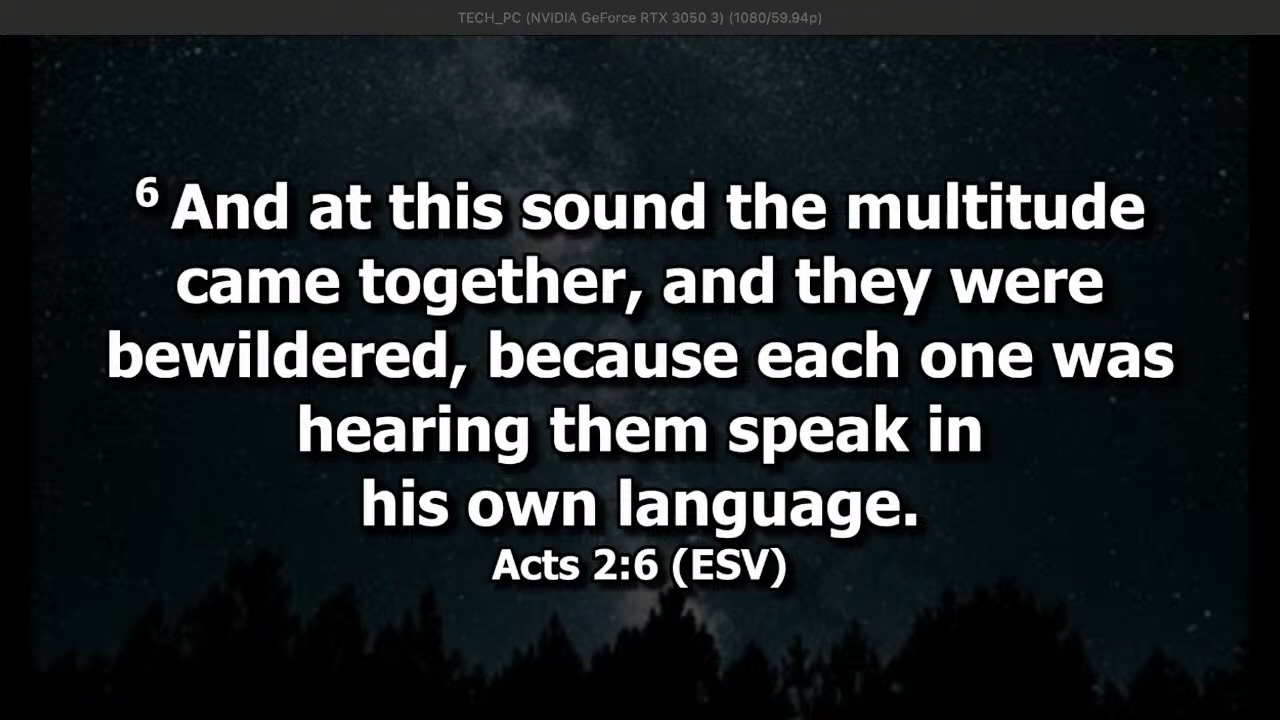 TECH_PC (NVIDIA GeForce RTX 3050 3) (1080/59.94p)
6 And at this sound the multitude
came together, and they were
bewildered, because each one was
hearing them speak in
his own language.
Acts 2:6 (ESV)